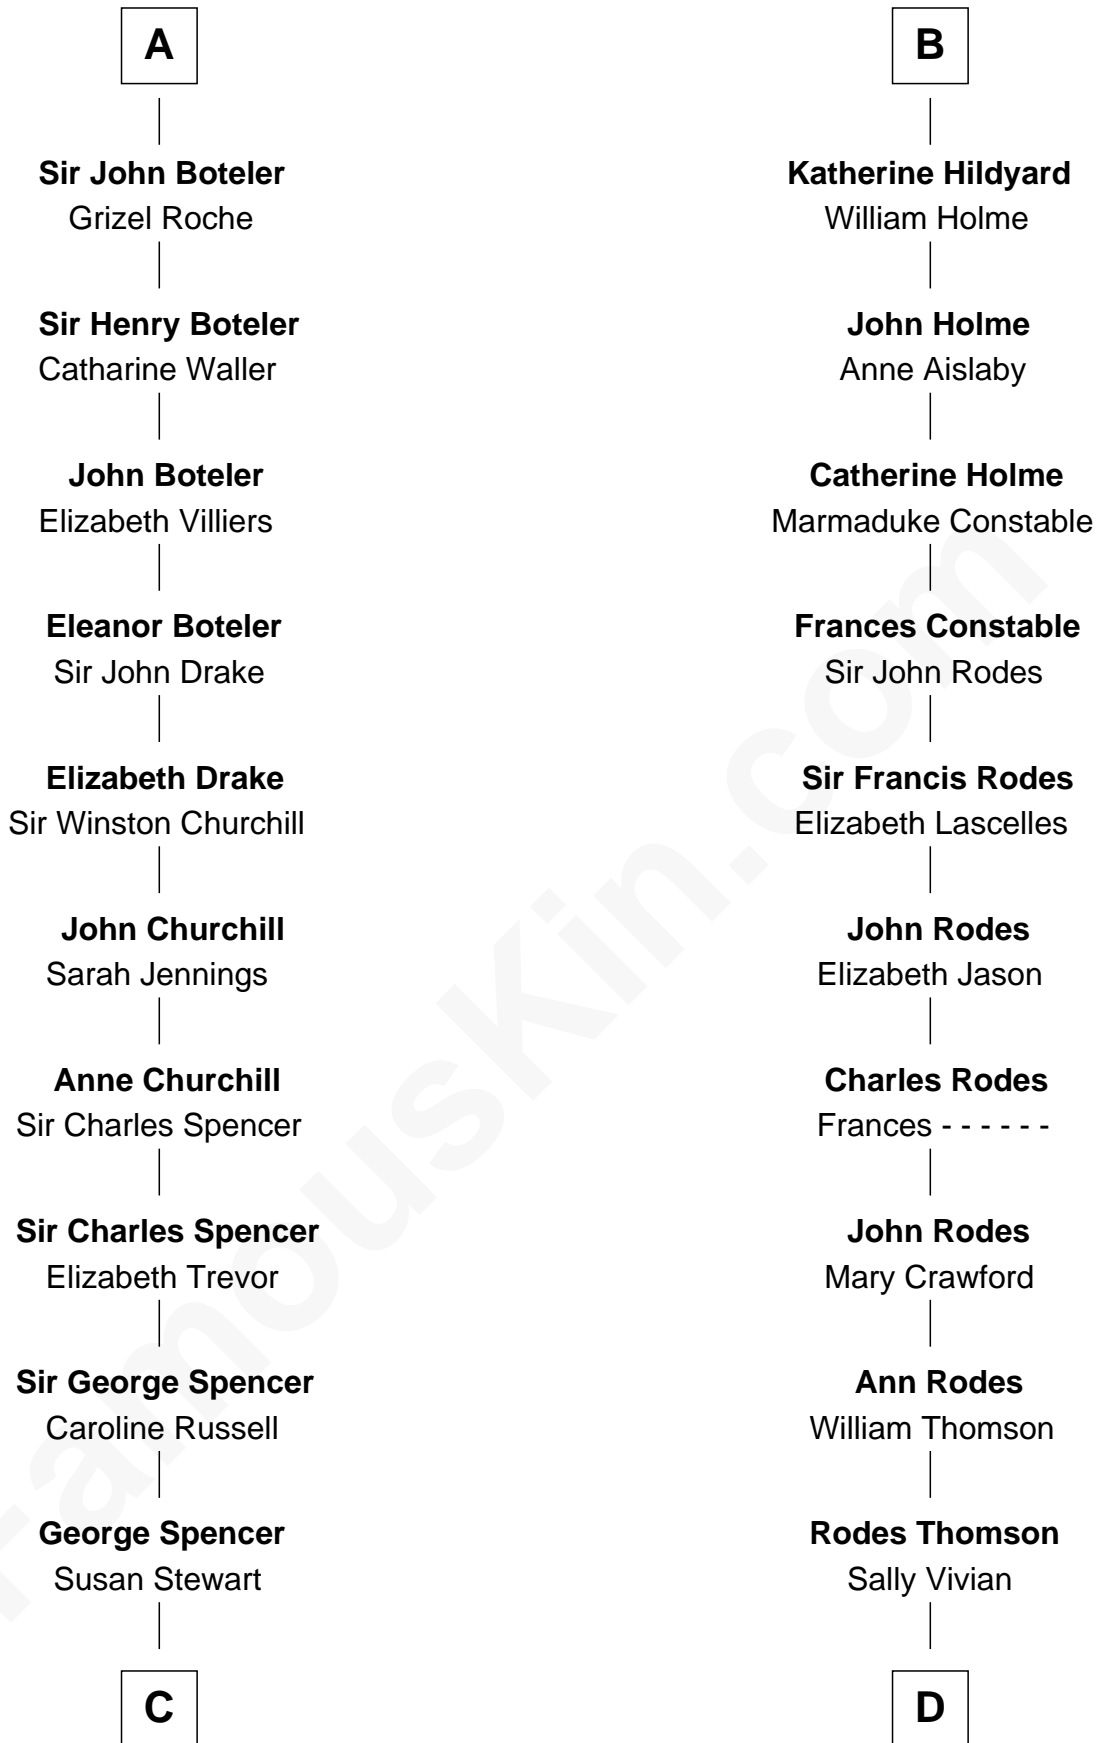 A
Sir John Boteler
Grizel Roche
Sir Henry Boteler
Catharine Waller
John Boteler
Elizabeth Villiers
Eleanor Boteler
Sir John Drake
Elizabeth Drake
Sir Winston Churchill
John Churchill
Sarah Jennings
Anne Churchill
Sir Charles Spencer
Sir Charles Spencer
Elizabeth Trevor
Sir George Spencer
Caroline Russell
George Spencer
Susan Stewart
C
B
Katherine Hildyard
William Holme
John Holme
Anne Aislaby
Catherine Holme
Marmaduke Constable
Frances Constable
Sir John Rodes
Sir Francis Rodes
Elizabeth Lascelles
John Rodes
Elizabeth Jason
Charles Rodes
Frances - - - - - -
John Rodes
Mary Crawford
Ann Rodes
William Thomson
Rodes Thomson
Sally Vivian
D
FamousKin.com